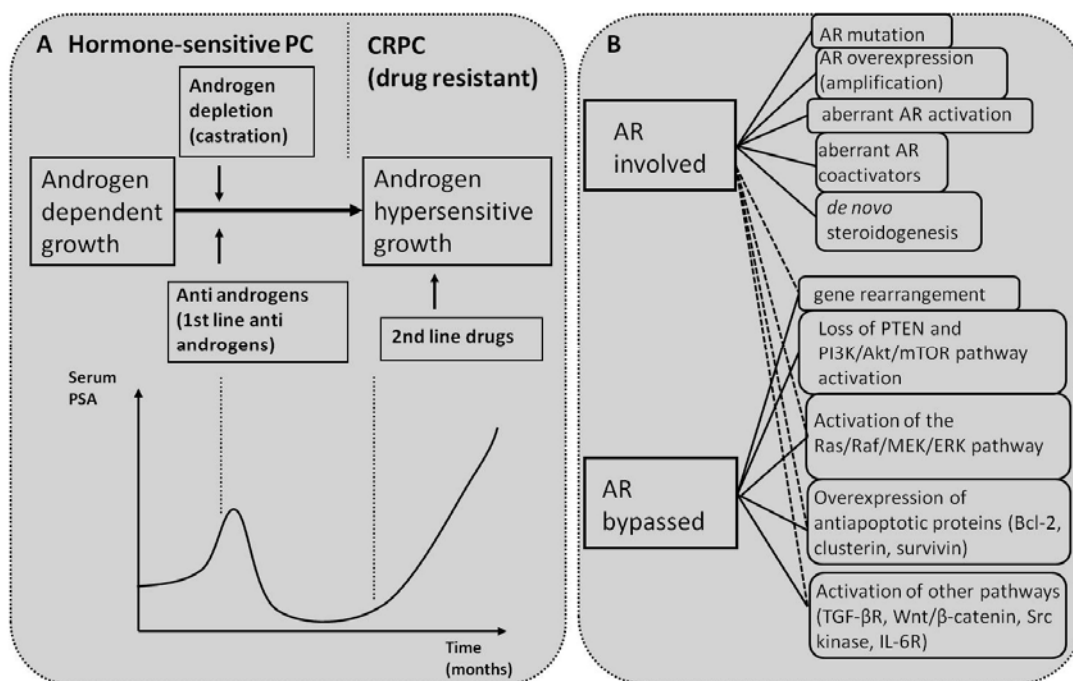 A Hormone-sensitive PC
CRPC
(drug resistant)
Androgen
depletion
(castration)
Androgen
dependent
growth
Androgen
hypersensitive
growth
Anti androgens
(1st line anti
androgens)
2nd line drugs
Serum
PSA
Time
(months)
B
AR
involved
AR mutation
AR overexpression
(amplification)
aberrant AR activation
aberrant AR
coactivators
de novo
steroidogenesis
gene rearrangement
Loss of PTEN and
PI3K/Akt/mTOR pathway
activation
Activation of the
Ras/Raf/MEK/ERK pathway
AR
bypassed
Overexpression of
antiapoptotic proteins (Bcl-2,
clusterin, survivin)
Activation of other pathways
(TGF-βR, Wnt/β-catenin, Src
kinase, IL-6R)